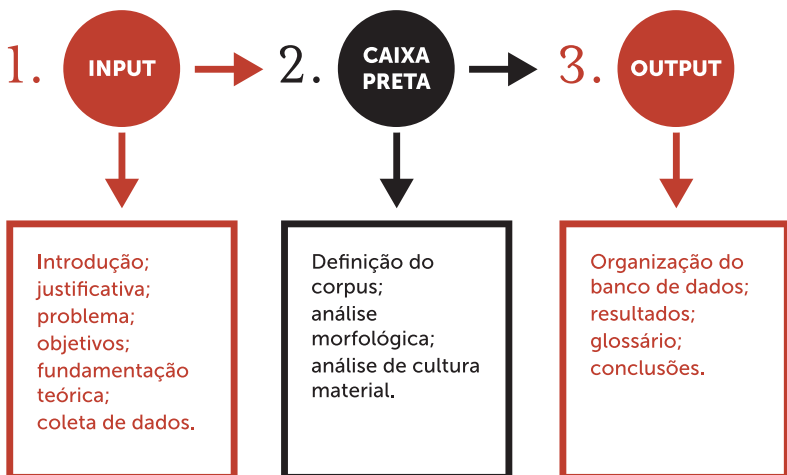 1.
INPUT
2.
CAIXA
PRETA
3.
OUTPUT
Introdução;
justificativa;
problema;
objetivos;
fundamentação
teórica;
coleta de dados.
Definição do
corpus;
análise
morfológica;
análise de cultura
material.
Organização do
banco de dados;
resultados;
glossário;
conclusões.